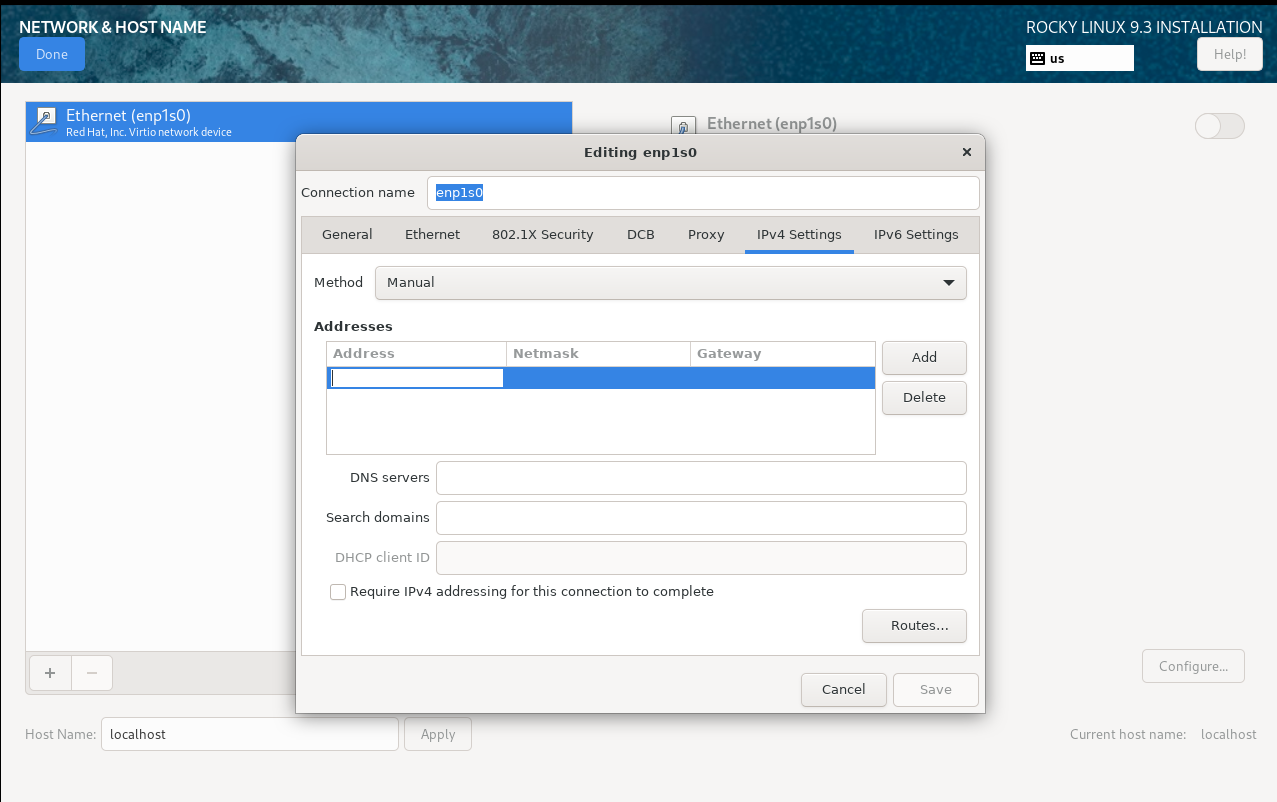 NETWORK & HOST NAME
ROCKY LINUX 9.3 INSTALLATION
Done
us
Help!
Ethernet (enp1s0)
Red Hat, Inc. Virtio network device
Ethernet (enp1s0)
Editing enp1s0
Connection name
enp1s0
General Ethernet 802.1X Security DCB Proxy IPv4 Settings IPv6 Settings
Method Manual
Addresses
Address Netmask Gateway
Add
Delete
DNS servers
Search domains
DHCP client ID
Require IPv4 addressing for this connection to complete
Routes…
Configure...
Cancel Save
Host Name: localhost Apply
Current host name: localhost